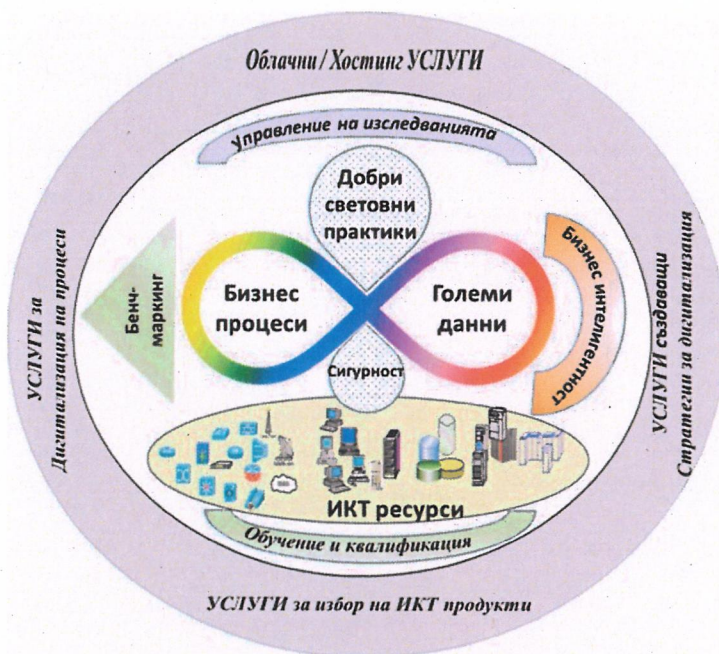 Облачни / Хостинг УСЛУГИ
Управление на изследванията
Добри
световни
практики
УСЛУГИ за
Дигитализация на процеси
Бенч-
маркинг
Бизнес
процеси
Големи
данни
Бизнес интелигентност
УСЛУГИ създаващи
Стратегии за дигитализация
Сигурност
ИКТ ресурси
Обучение и квалификация
УСЛУГИ за избор на ИКТ продукти